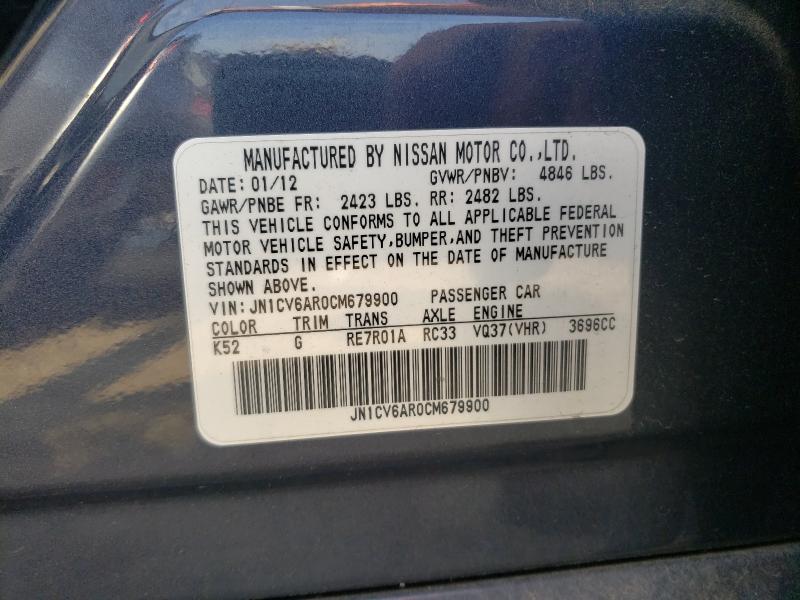 MANUFACTURED BY NISSAN MOTOR CO.,LTD.
DATE: 01/12 GVWR/PNBV: 4846 LBS.
GAWR/PNBE FR: 2423 LBS. RR: 2482 LBS.
THIS VEHICLE CONFORMS TO ALL APPLICABLE FEDERAL
MOTOR VEHICLE SAFETY,BUMPER,AND THEFT PREVENTION
STANDARDS IN EFFECT ON THE DATE OF MANUFACTURE
SHOWN ABOVE.
VIN: JN1CV6AR0CM679900 PASSENGER CAR
COLOR TRIM TRANS AXLE ENGINE
K52 G RE7R01A RC33 VQ37(VHR) 3696CC
JN1CV6AR0CM679900